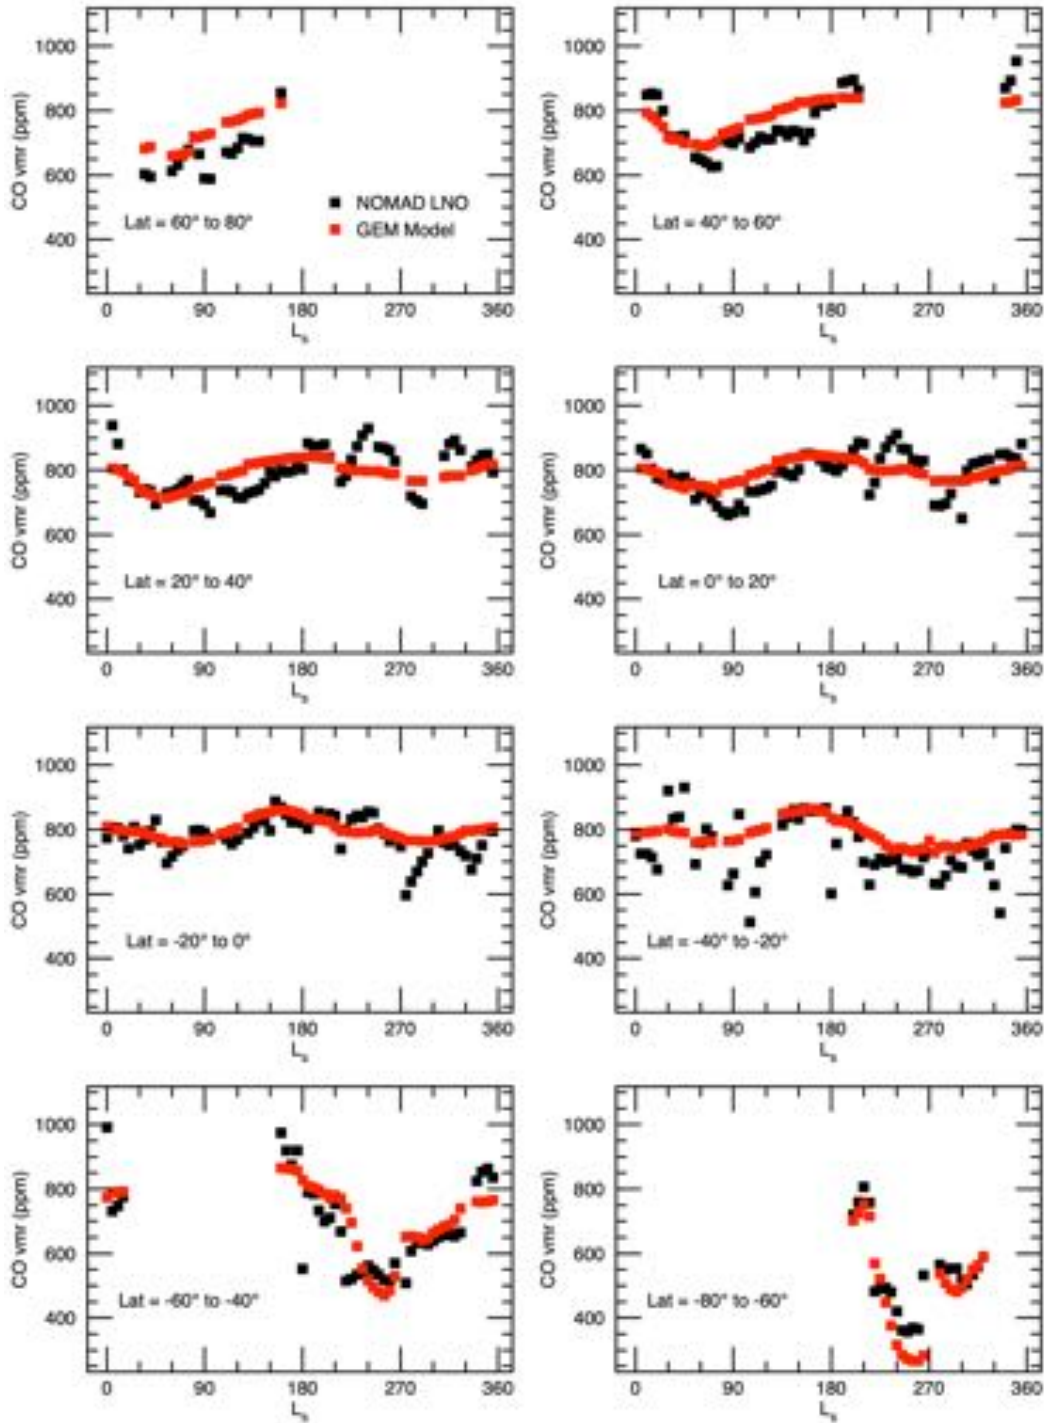 1000
800
600
400
CO vmr (ppm)
Lat = 60° to 80°
NOMAD LNO
GEM Model
0 90 180 270 360
Ls
1000
800
600
400
CO vmr (ppm)
Lat = 40° to 60°
0 90 180 270 360
Ls
1000
800
600
400
CO vmr (ppm)
Lat = 20° to 40°
0 90 180 270 360
Ls
1000
800
600
400
CO vmr (ppm)
Lat = 0° to 20°
0 90 180 270 360
Ls
1000
800
600
400
CO vmr (ppm)
Lat = -20° to 0°
0 90 180 270 360
Ls
1000
800
600
400
CO vmr (ppm)
Lat = -40° to -20°
0 90 180 270 360
Ls
1000
800
600
400
CO vmr (ppm)
Lat = -60° to -40°
0 90 180 270 360
Ls
1000
800
600
400
CO vmr (ppm)
Lat = -80° to -60°
0 90 180 270 360
Ls